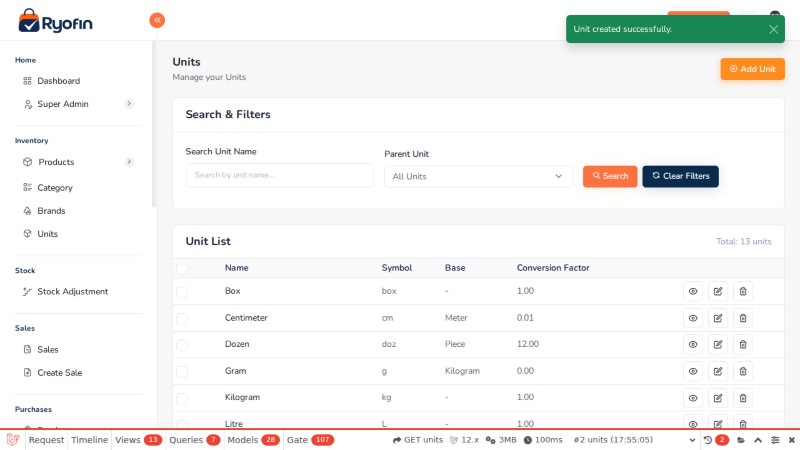 Ryofin
Unit created successfully.
Home
Dashboard
Super Admin
Inventory
Products
Category
Brands
Units
Stock
Stock Adjustment
Sales
Sales
Create Sale
Purchases
Units
Manage your Units
Add Unit
Search & Filters
Search Unit Name
Parent Unit
Search by unit name...
All Units
Search
Clear Filters
Unit List
Total: 13 units
Name Symbol Base Conversion Factor
Box box - 1.00
Centimeter cm Meter 0.01
Dozen doz Piece 12.00
Gram g Kilogram 0.00
Kilogram kg - 1.00
Litre L - 1.00
Request Timeline Views 13 Queries 7 Models 28 Gate 107 GET units 12.x 3MB 100ms #2 units (17:55:05) 2